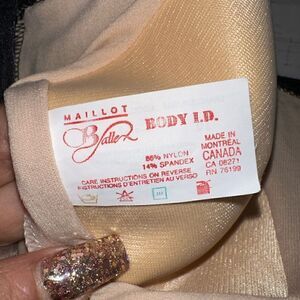 MAILLOT
Baller
BODY I.D.
86% NYLON
14% SPANDEX
MADE IN
MONTREAL
CANADA
CA 08271
RN 76199
CARE INSTRUCTIONS ON REVERSE
INSTRUCTIONS D'ENTRETIEN AU VERSO